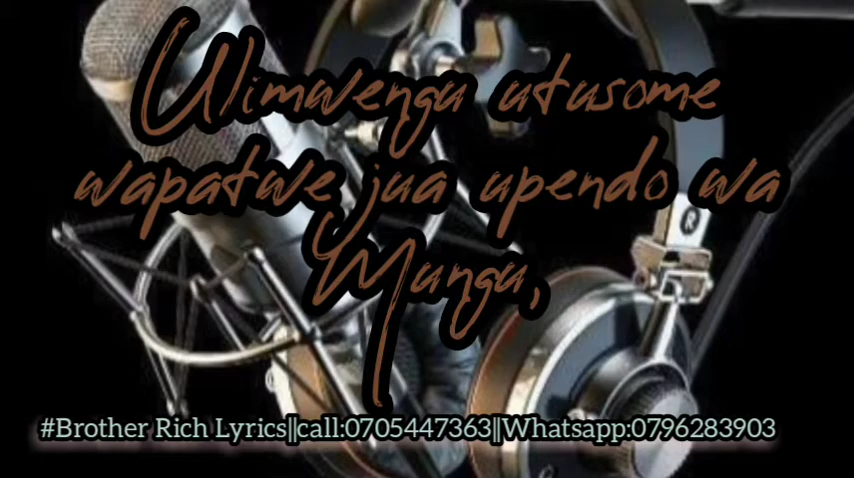 Ulimwengu utusome
wapatwe jua upendo wa
Mungu,
R
#Brother Rich Lyrics||call:0705447363||Whatsapp:0796283903